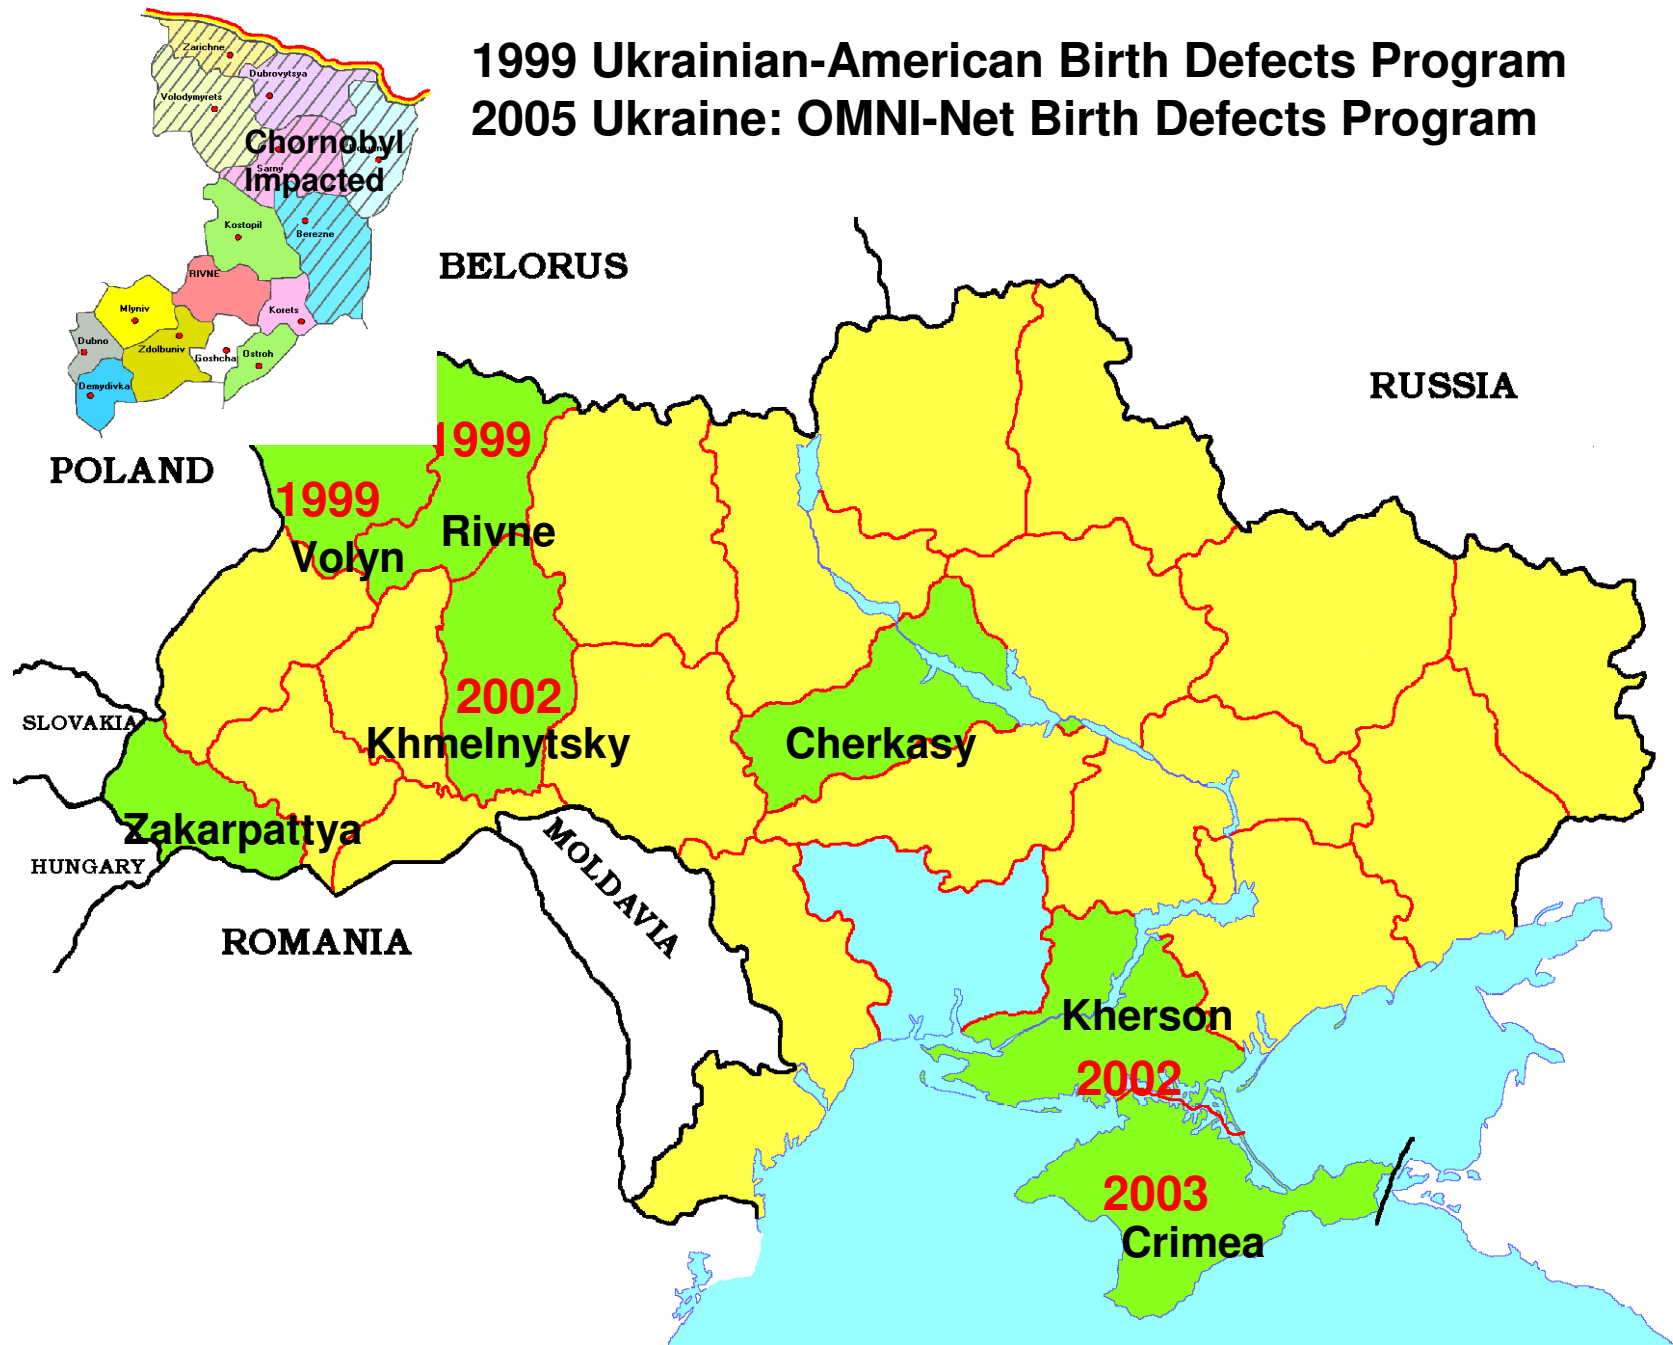 1999 Ukrainian-American Birth Defects Program
2005 Ukraine: OMNI-Net Birth Defects Program
Zarichne
Dubrovytsya
Volodymyrets
Chornobyl
Sarny
Impacted
Kostopil
Berezne
RIVNE
Mlyniv
Korets
Dubno
Zdolbuniv
Goshcha
Ostroh
Demydivka
BELORUS
RUSSIA
POLAND
1999
1999
Volyn
Rivne
2002
Khmelnytsky
Cherkasy
SLOVAKIA
Zakarpattya
HUNGARY
MOLDAVIA
ROMANIA
Kherson
2002
2003
Crimea